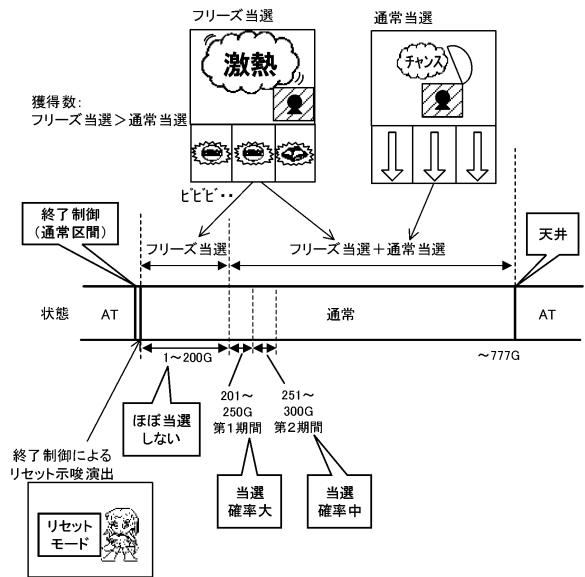 フリーズ当選
通常当選
激熱
チャンス
獲得数:
フリーズ当選＞通常当選
ビビビ・・
終了制御
(通常区間)
フリーズ当選
フリーズ当選＋通常当選
天井
状態
AT
通常
AT
1～200G
～777G
ほぼ当選
しない
201～
250G
第1期間
251～
300G
第2期間
終了制御による
リセット示唆演出
当選
確率大
当選
確率中
リセット
モード